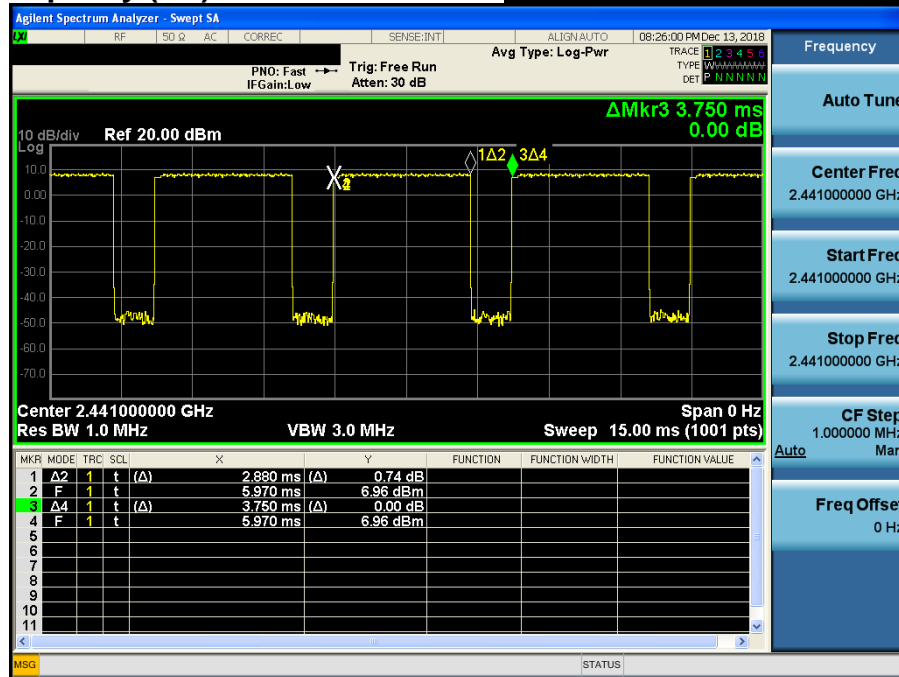 Agilent Spectrum Analyzer - Swept SA
LXI RF 50 Ω AC CORREC SENSE:INT ALIGN AUTO 08:26:00 PM Dec 13, 2018
Avg Type: Log-Pwr TRACE 1 2 3 4 5 6
PNO: Fast Trig: Free Run TYPE WWWWWW
IFGain:Low Atten: 30 dB DET P N N N N N
Frequency
Auto Tune
ΔMkr3 3.750 ms
0.00 dB
10 dB/div Ref 20.00 dBm
Log
10.0
0.00
-10.0
-20.0
-30.0
-40.0
-50.0
-60.0
-70.0
1Δ2 3Δ4
Center Freq
2.441000000 GHz
Start Freq
2.441000000 GHz
Stop Freq
2.441000000 GHz
Center 2.441000000 GHz Span 0 Hz
Res BW 1.0 MHz VBW 3.0 MHz Sweep 15.00 ms (1001 pts)
CF Step
1.000000 MHz
Auto Man
Freq Offset
0 Hz
MKR MODE TRC SCL X Y FUNCTION FUNCTION WIDTH FUNCTION VALUE
1 Δ2 1 t (Δ) 2.880 ms (Δ) 0.74 dB
2 F 1 t 5.970 ms 6.96 dBm
3 Δ4 1 t (Δ) 3.750 ms (Δ) 0.00 dB
4 F 1 t 5.970 ms 6.96 dBm
5
6
7
8
9
10
11
MSG STATUS